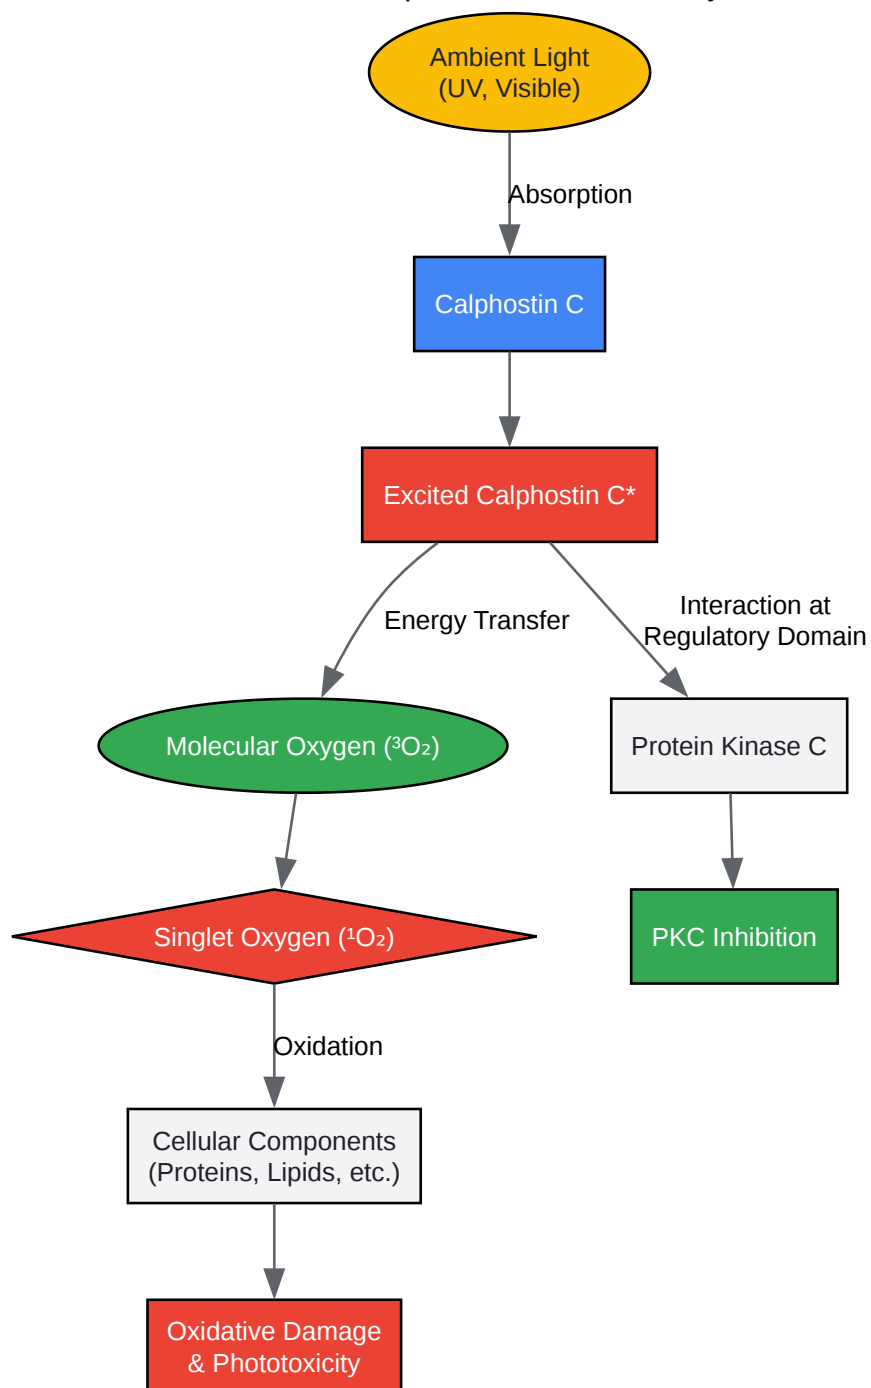 Ambient Light
(UV, Visible)
Absorption
Calphostin C
Excited Calphostin C*
Energy Transfer
Interaction at
Regulatory Domain
Molecular Oxygen (³O₂)
Protein Kinase C
Singlet Oxygen (¹O₂)
PKC Inhibition
Oxidation
Cellular Components
(Proteins, Lipids, etc.)
Oxidative Damage
& Phototoxicity